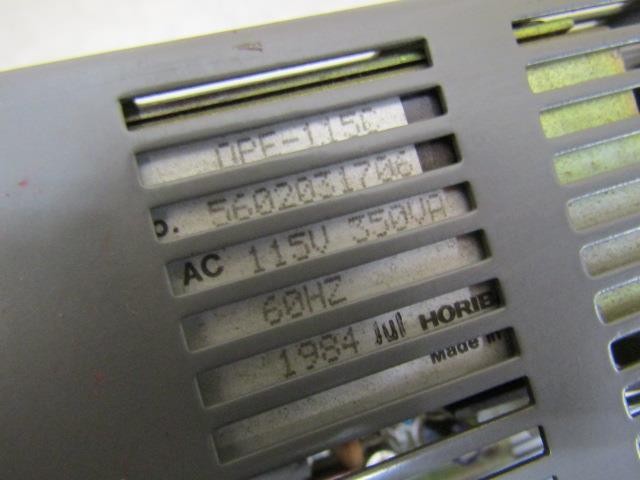 OPE-115C
o. 5602031706
AC 115V 350VA
60HZ
1984 Jul HORIB
Made in